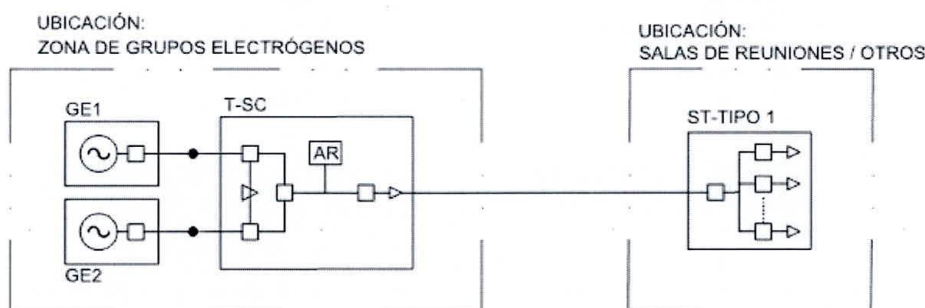 UBICACIÓN:
ZONA DE GRUPOS ELECTRÓGENOS
UBICACIÓN:
SALAS DE REUNIONES / OTROS
GE1
T-SC
AR
ST-TIPO 1
GE2